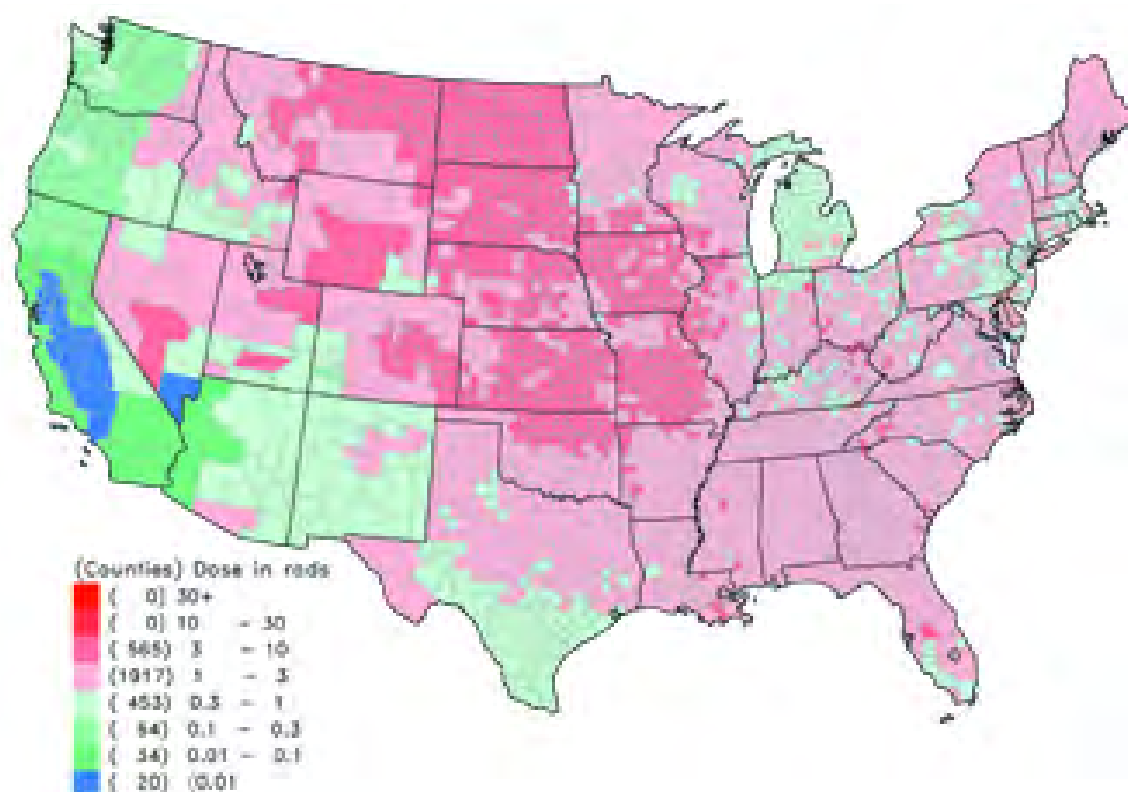 (Counties) Dose in rads
( 0) 30+
( 0) 10 - 30
( 565) 3 - 10
(1917) 1 - 3
( 453) 0.3 - 1
( 64) 0.1 - 0.3
( 34) 0.01 - 0.1
( 20) (0.01